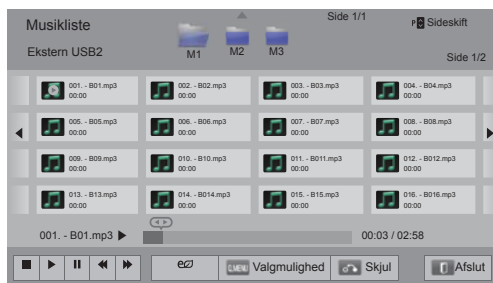 Musikliste
Side 1/1
P Sideskift
Ekstern USB2
M1 M2 M3
Side 1/2
001. - B01.mp3
00:00
002. - B02.mp3
00:00
003. - B03.mp3
00:00
004. - B04.mp3
00:00
005. - B05.mp3
00:00
006. - B06.mp3
00:00
007. - B07.mp3
00:00
008. - B08.mp3
00:00
009. - B09.mp3
00:00
010. - B10.mp3
00:00
011. - B011.mp3
00:00
012. - B012.mp3
00:00
013. - B13.mp3
00:00
014. - B014.mp3
00:00
015. - B15.mp3
00:00
016. - B016.mp3
00:00
001. - B01.mp3 ▶
00:03 / 02:58
Q.MENU Valgmulighed Skjul Afslut